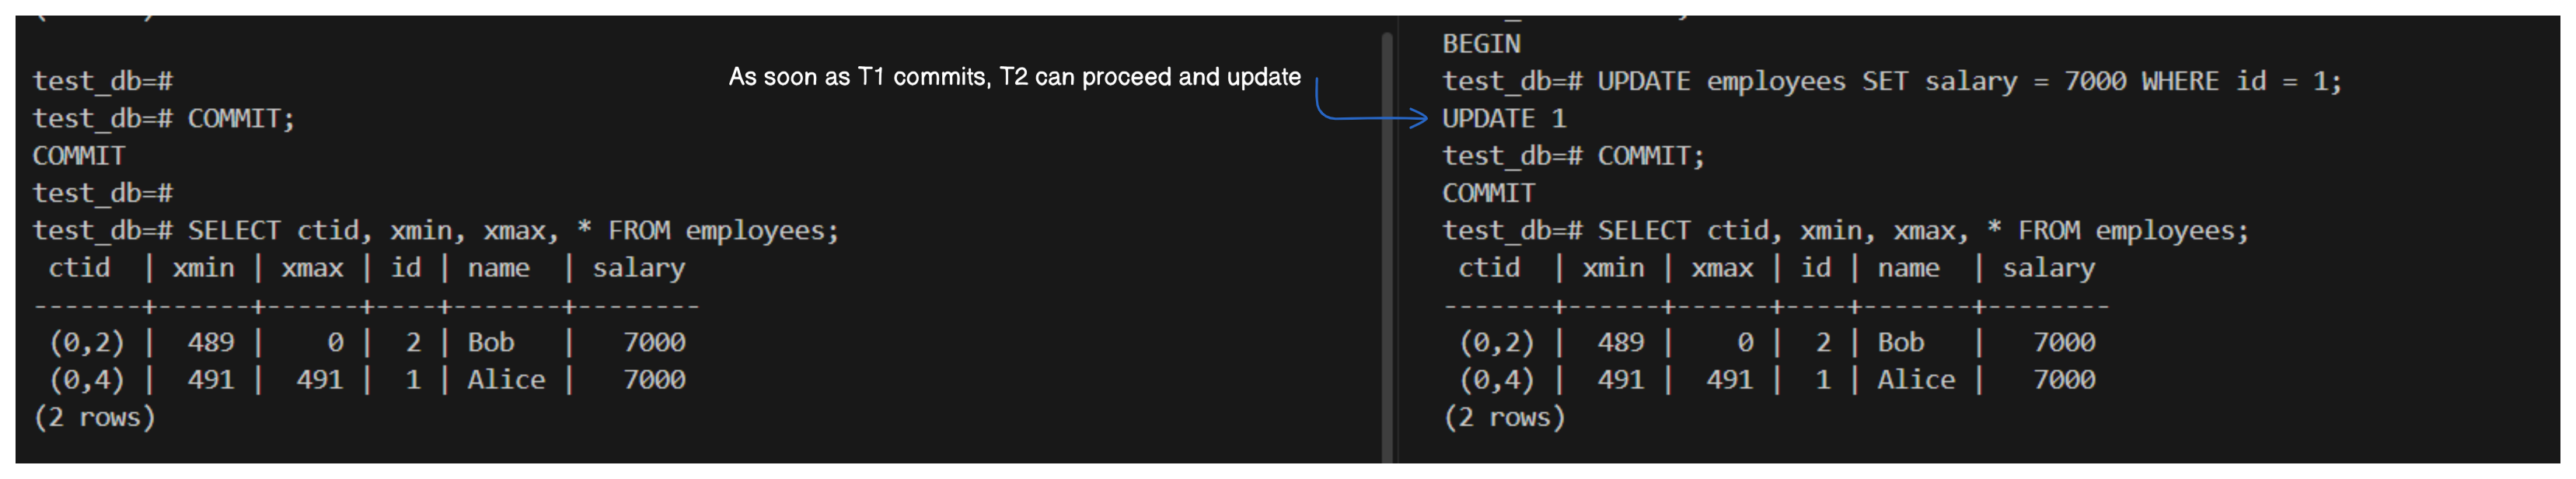 test_db=#
test_db=# COMMIT;
COMMIT
test_db=#
test_db=# SELECT ctid, xmin, xmax, * FROM employees;
 ctid  | xmin | xmax | id | name  | salary
-------+------+------+----+-------+--------
 (0,2) |  489 |    0 |  2 | Bob   |   7000
 (0,4) |  491 |  491 |  1 | Alice |   7000
(2 rows)
As soon as T1 commits, T2 can proceed and update
BEGIN
test_db=# UPDATE employees SET salary = 7000 WHERE id = 1;
UPDATE 1
test_db=# COMMIT;
COMMIT
test_db=# SELECT ctid, xmin, xmax, * FROM employees;
 ctid  | xmin | xmax | id | name  | salary
-------+------+------+----+-------+--------
 (0,2) |  489 |    0 |  2 | Bob   |   7000
 (0,4) |  491 |  491 |  1 | Alice |   7000
(2 rows)